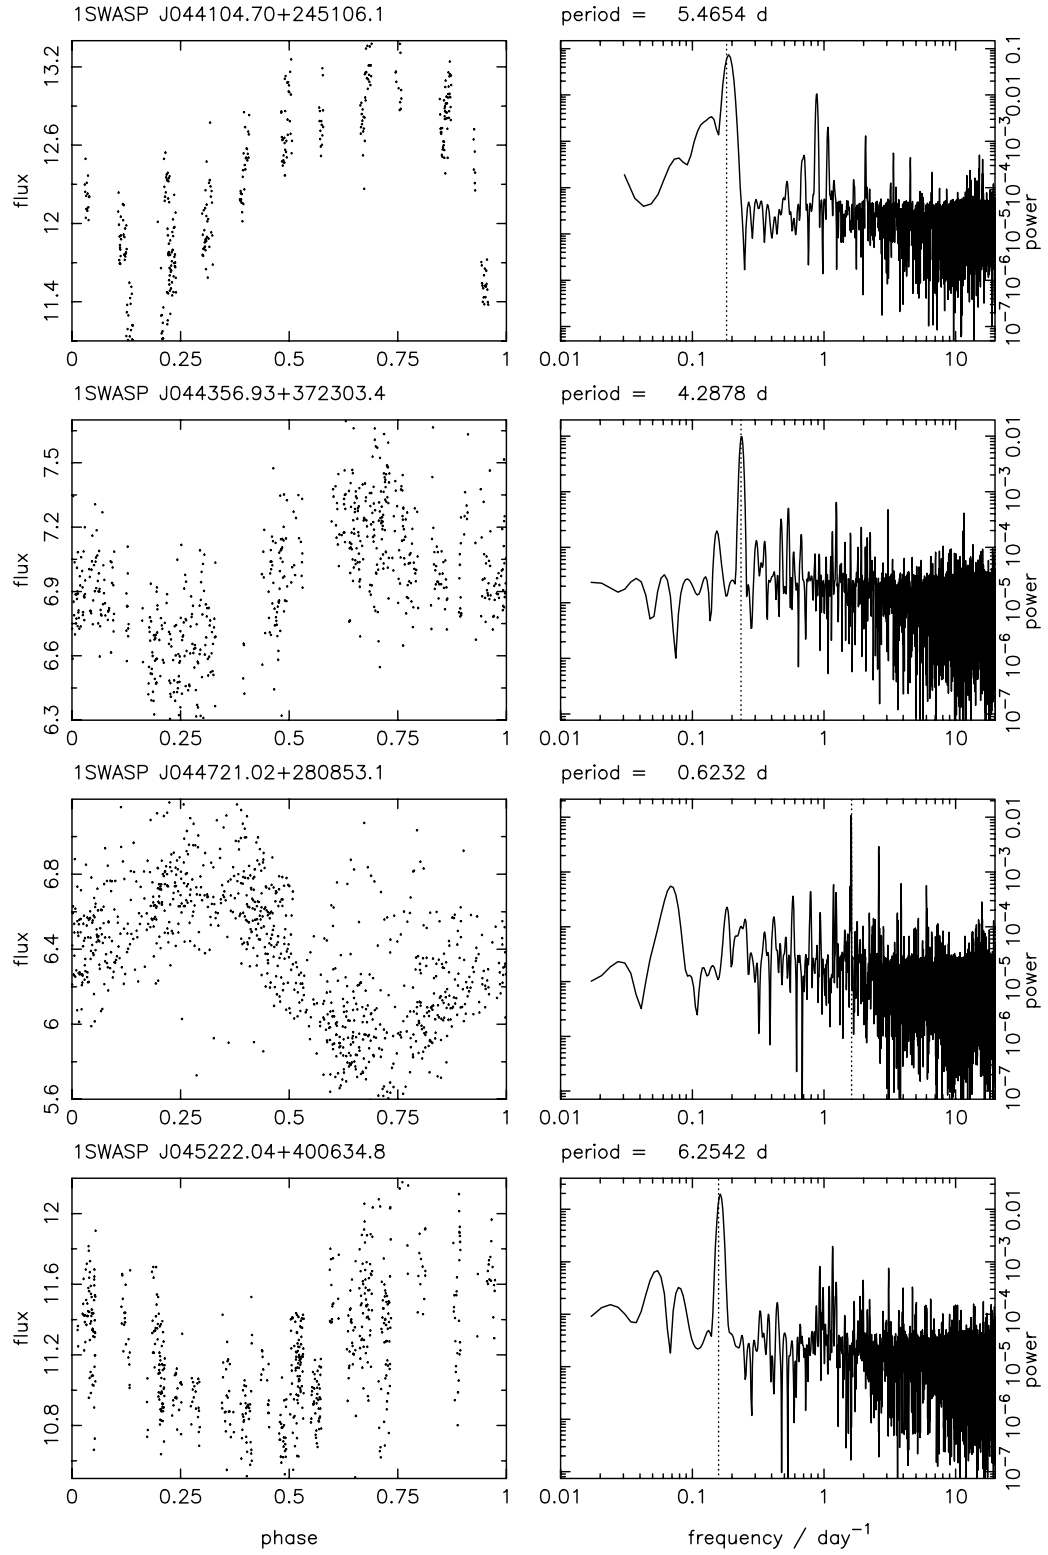 1SWASP J044104.70+245106.1 period = 5.4654 d
flux
13.2
12.6
12
11.4
0 0.25 0.5 0.75 1
0.01 0.1 1 10
0.1
0.01
10⁻³
10⁻⁴
10⁻⁵
10⁻⁶
10⁻⁷
power
1SWASP J044356.93+372303.4 period = 4.2878 d
flux
7.5
7.2
6.9
6.6
6.3
0 0.25 0.5 0.75 1
0.01 0.1 1 10
0.01
10⁻³
10⁻⁴
10⁻⁵
10⁻⁶
10⁻⁷
power
1SWASP J044721.02+280853.1 period = 0.6232 d
flux
6.8
6.4
6
5.6
0 0.25 0.5 0.75 1
0.01 0.1 1 10
0.01
10⁻³
10⁻⁴
10⁻⁵
10⁻⁶
10⁻⁷
power
1SWASP J045222.04+400634.8 period = 6.2542 d
flux
12
11.6
11.2
10.8
0 0.25 0.5 0.75 1
0.01 0.1 1 10
0.01
10⁻³
10⁻⁴
10⁻⁵
10⁻⁶
10⁻⁷
power
phase
frequency / day⁻¹